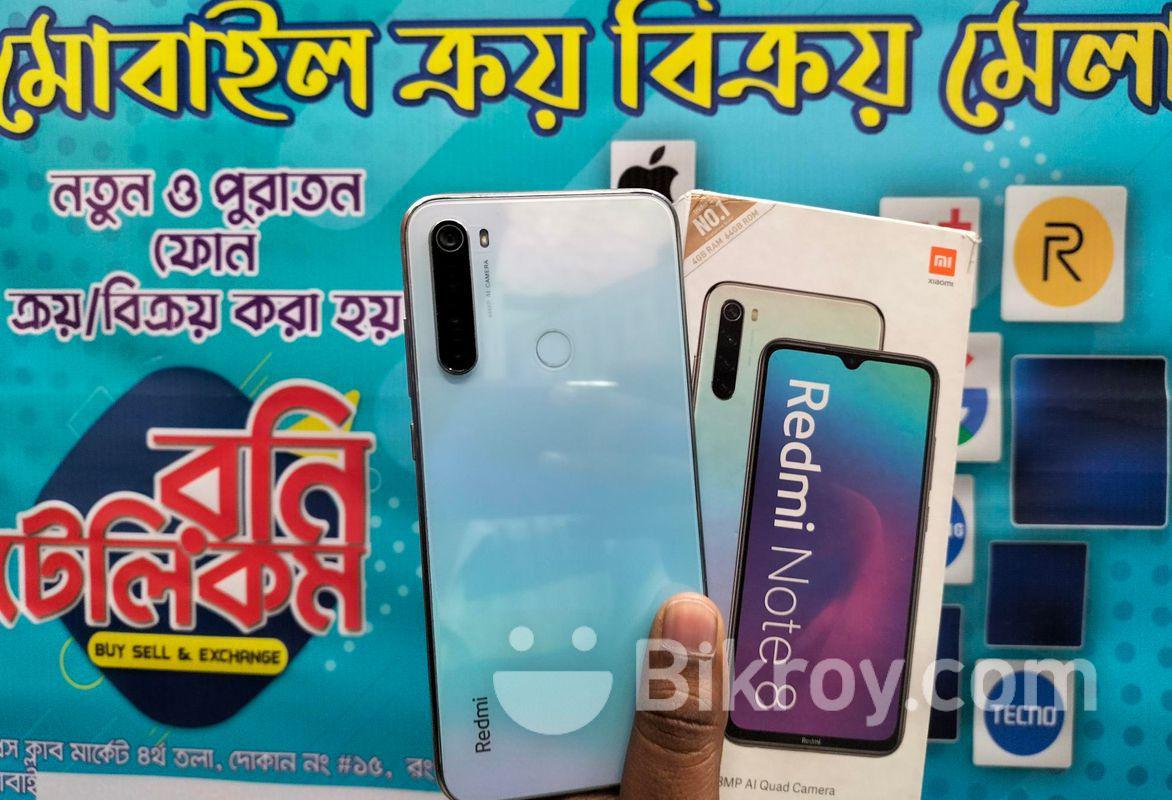 মোবাইল ক্রয় বিক্রয় মেলা
নতুন ও পুরাতন
ফোন
ক্রয়/বিক্রয় করা হয়
রনি
টেলিকম
BUY SELL & EXCHANGE
ক্লাব মার্কেট ৪র্থ তলা, দোকান নং #১৫,
AI CAMERA
Redmi
NO.1
4GB RAM 64GB ROM
mi
xiaomi
Redmi Note 8
Redmi
MP AI Quad Camera
R
TECNO
Bikroy.com